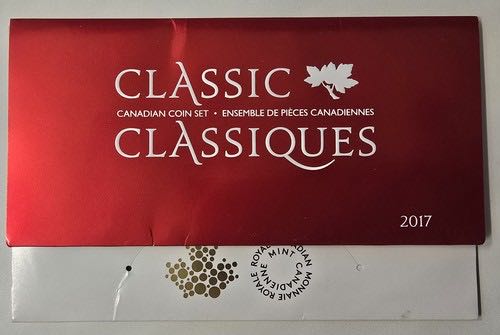 CLASSIC
CANADIAN COIN SET • ENSEMBLE DE PIÈCES CANADIENNES
CLASSIQUES
2017
ROYAL CANADIAN MINT
MONNAIE ROYALE CANADIENNE